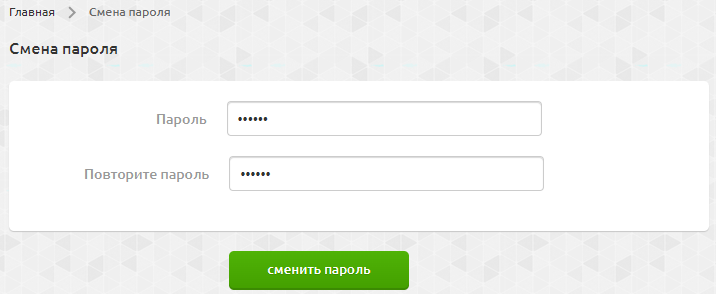 Главная > Смена пароля
Смена пароля
Пароль ••••••
Повторите пароль ••••••
сменить пароль